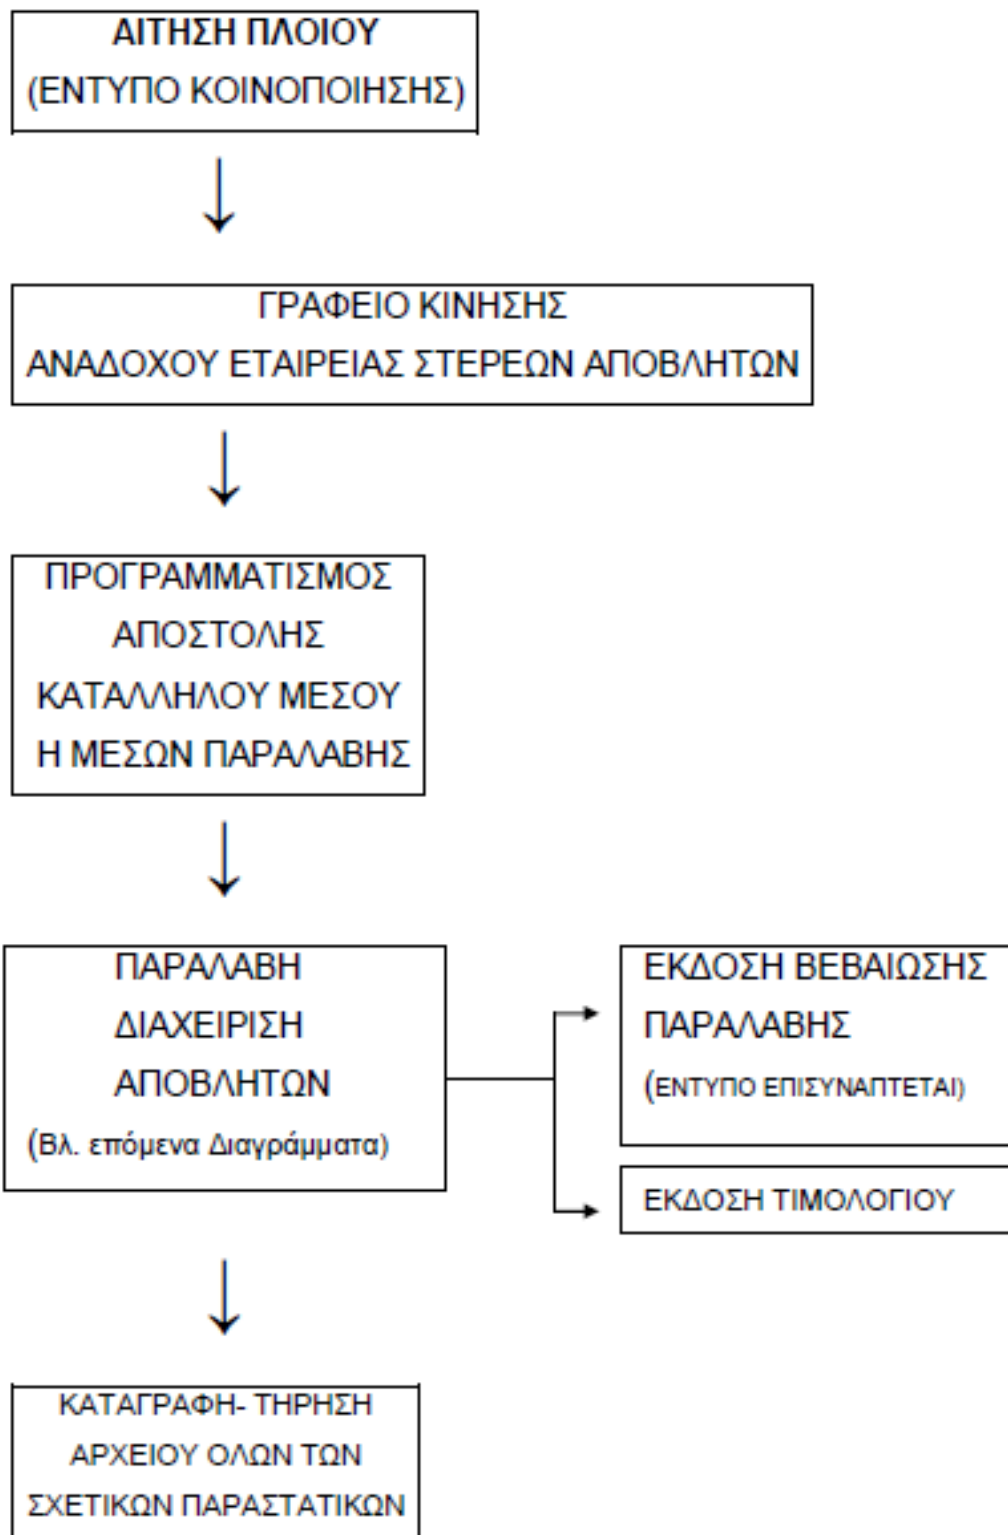 ΑΙΤΗΣΗ ΠΛΟΙΟΥ
(ΕΝΤΥΠΟ ΚΟΙΝΟΠΟΙΗΣΗΣ)
ΓΡΑΦΕΙΟ ΚΙΝΗΣΗΣ
ΑΝΑΔΟΧΟΥ ΕΤΑΙΡΕΙΑΣ ΣΤΕΡΕΩΝ ΑΠΟΒΛΗΤΩΝ
ΠΡΟΓΡΑΜΜΑΤΙΣΜΟΣ
ΑΠΟΣΤΟΛΗΣ
ΚΑΤΑΛΛΗΛΟΥ ΜΕΣΟΥ
Η ΜΕΣΩΝ ΠΑΡΑΛΑΒΗΣ
ΠΑΡΑΛΑΒΗ
ΔΙΑΧΕΙΡΙΣΗ
ΑΠΟΒΛΗΤΩΝ
(Βλ. επόμενα Διαγράμματα)
ΕΚΔΟΣΗ ΒΕΒΑΙΩΣΗΣ
ΠΑΡΑΛΑΒΗΣ
(ΕΝΤΥΠΟ ΕΠΙΣΥΝΑΠΤΕΤΑΙ)
ΕΚΔΟΣΗ ΤΙΜΟΛΟΓΙΟΥ
ΚΑΤΑΓΡΑΦΗ- ΤΗΡΗΣΗ
ΑΡΧΕΙΟΥ ΟΛΩΝ ΤΩΝ
ΣΧΕΤΙΚΩΝ ΠΑΡΑΣΤΑΤΙΚΩΝ